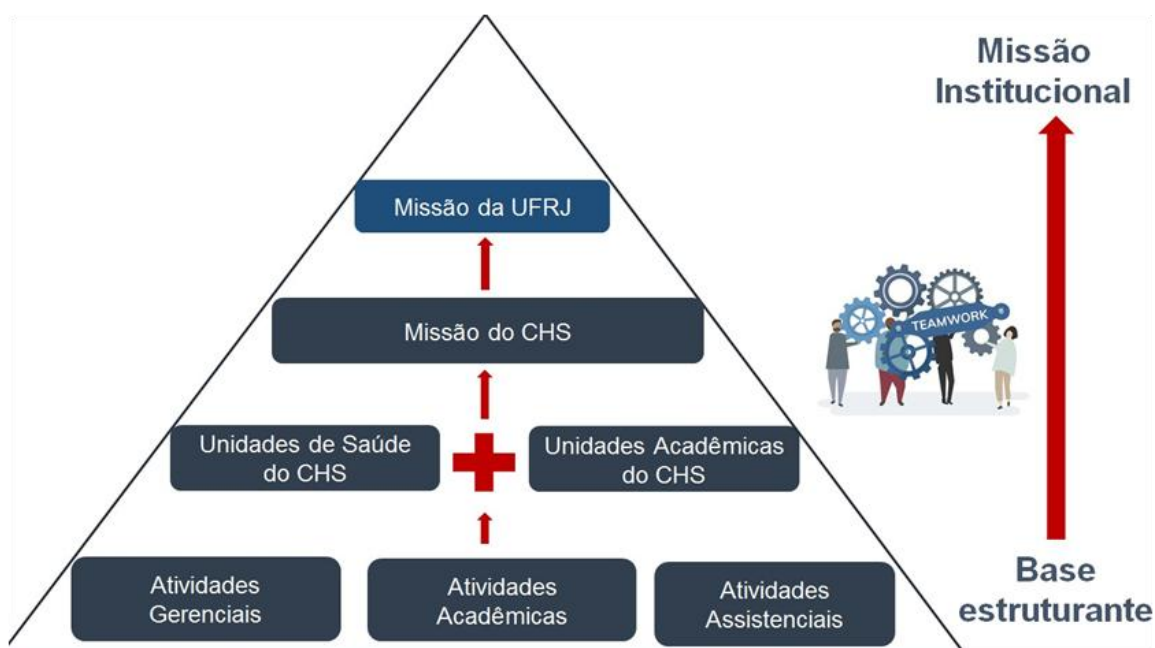 Missão
Institucional
Missão da UFRJ
Missão do CHS
TEAMWORK
Unidades de Saúde
do CHS
Unidades Acadêmicas
do CHS
Atividades
Gerenciais
Atividades
Acadêmicas
Atividades
Assistenciais
Base
estruturante